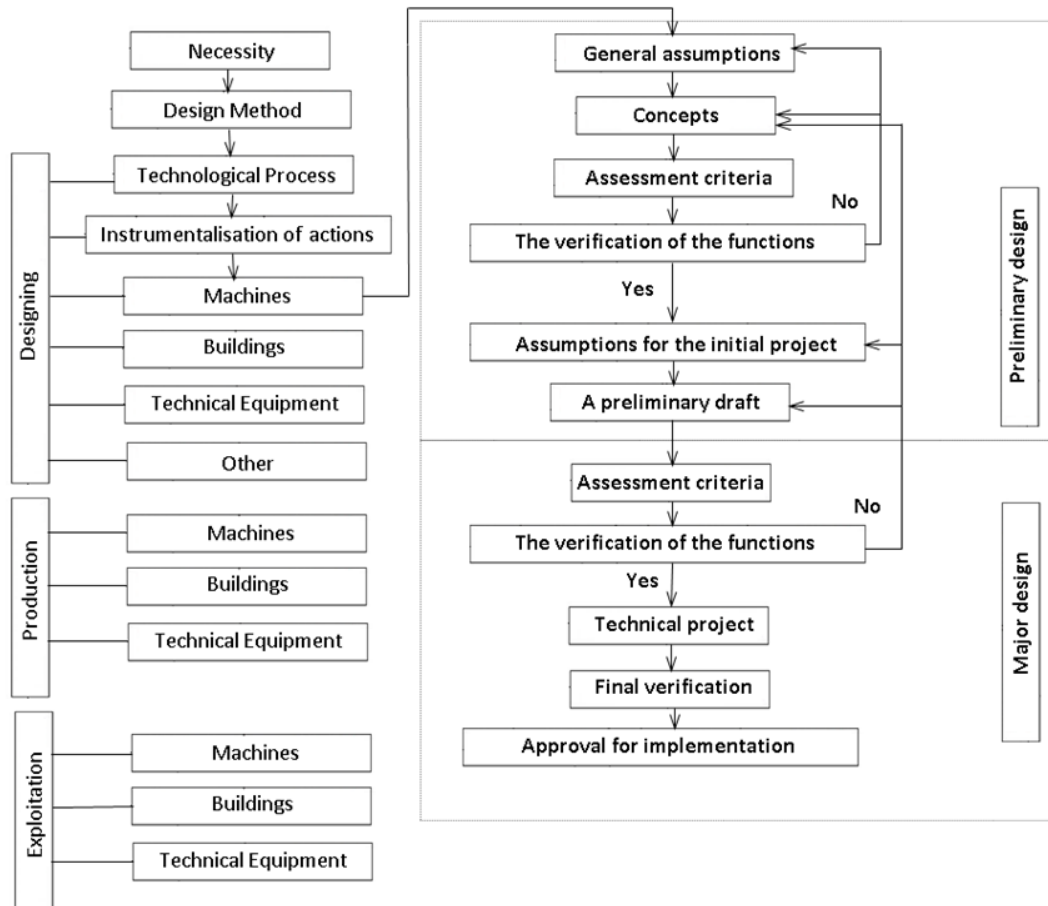 Necessity
Design Method
Designing
Technological Process
Instrumentalisation of actions
Machines
Buildings
Technical Equipment
Other
Production
Machines
Buildings
Technical Equipment
Exploitation
Machines
Buildings
Technical Equipment
General assumptions
Concepts
Assessment criteria
No
The verification of the functions
Yes
Assumptions for the initial project
A preliminary draft
Preliminary design
Assessment criteria
No
The verification of the functions
Yes
Technical project
Final verification
Approval for implementation
Major design